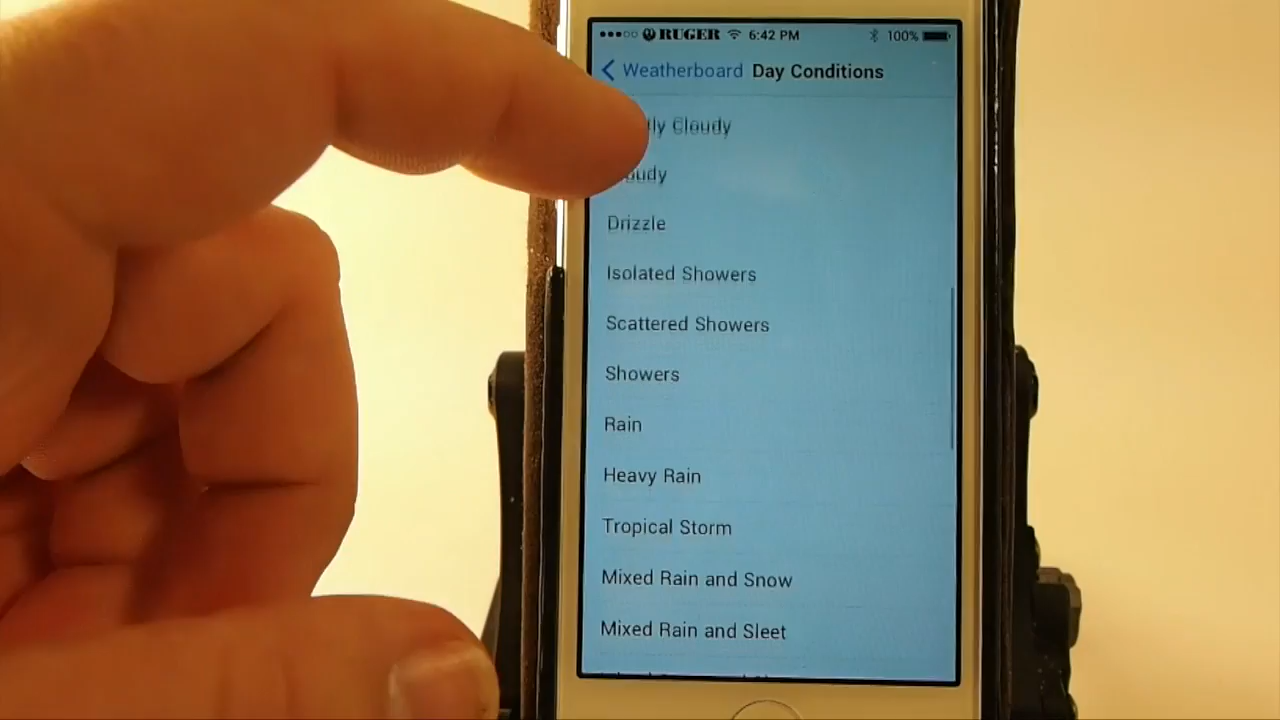 RUGER 6:42 PM 100%
Weatherboard Day Conditions
Cloudy
Drizzle
Isolated Showers
Scattered Showers
Showers
Rain
Heavy Rain
Tropical Storm
Mixed Rain and Snow
Mixed Rain and Sleet